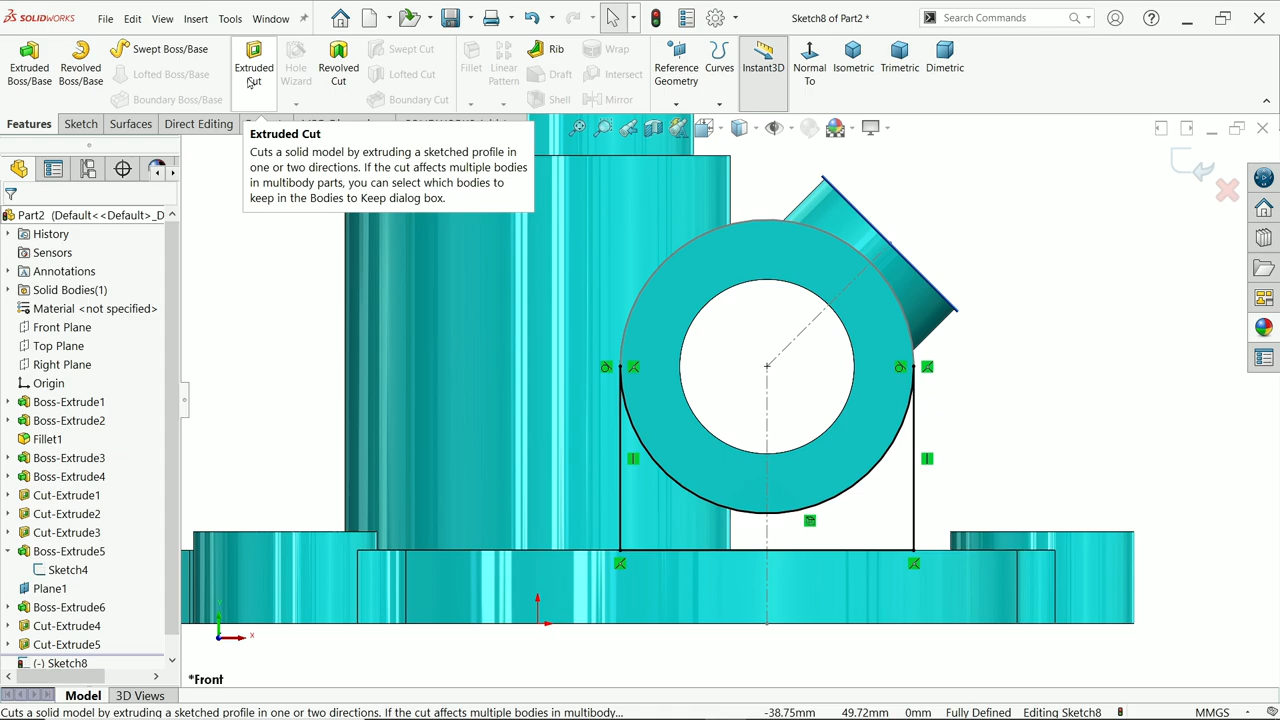 SOLIDWORKS
File
Edit
View
Insert
Tools
Window
Sketch8 of Part2 *
Search Commands
Extruded
Boss/Base
Revolved
Boss/Base
Swept Boss/Base
Lofted Boss/Base
Boundary Boss/Base
Extruded
Cut
Hole
Wizard
Revolved
Cut
Swept Cut
Lofted Cut
Boundary Cut
Fillet
Linear
Pattern
Rib
Draft
Shell
Wrap
Intersect
Mirror
Reference
Geometry
Curves
Instant3D
Normal
To
Isometric
Trimetric
Dimetric
Features
Sketch
Surfaces
Direct Editing
Extruded Cut
Cuts a solid model by extruding a sketched profile in
one or two directions. If the cut affects multiple bodies
in multibody parts, you can select which bodies to
keep in the Bodies to Keep dialog box.
Part2 (Default<<Default>_D
History
Sensors
Annotations
Solid Bodies(1)
Material <not specified>
Front Plane
Top Plane
Right Plane
Origin
Boss-Extrude1
Boss-Extrude2
Fillet1
Boss-Extrude3
Boss-Extrude4
Cut-Extrude1
Cut-Extrude2
Cut-Extrude3
Boss-Extrude5
Sketch4
Plane1
Boss-Extrude6
Cut-Extrude4
Cut-Extrude5
(-) Sketch8
Y
X
*Front
Model
3D Views
Cuts a solid model by extruding a sketched profile in one or two directions. If the cut affects multiple bodies in multibody...
-38.75mm
49.72mm
0mm
Fully Defined
Editing Sketch8
MMGS